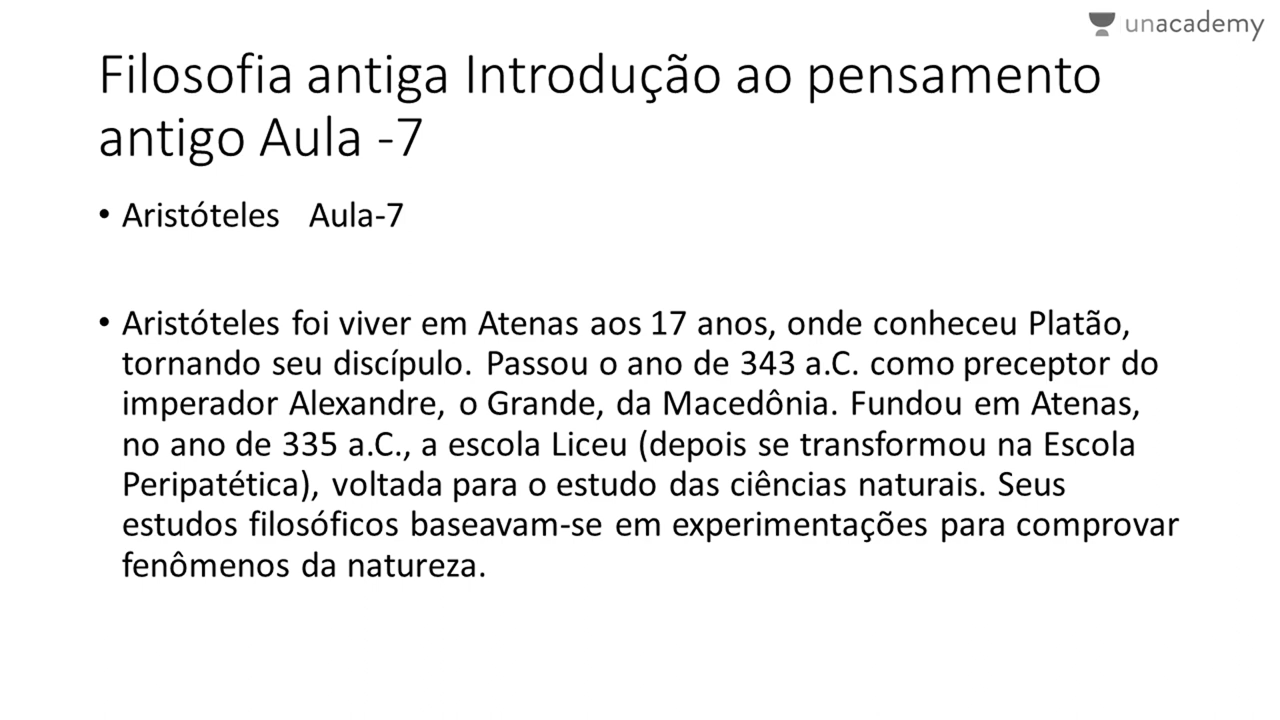 unacademy
Filosofia antiga Introdução ao pensamento
antigo Aula -7
• Aristóteles Aula-7
• Aristóteles foi viver em Atenas aos 17 anos, onde conheceu Platão,
tornando seu discípulo. Passou o ano de 343 a.C. como preceptor do
imperador Alexandre, o Grande, da Macedônia. Fundou em Atenas,
no ano de 335 a.C., a escola Liceu (depois se transformou na Escola
Peripatética), voltada para o estudo das ciências naturais. Seus
estudos filosóficos baseavam-se em experimentações para comprovar
fenômenos da natureza.